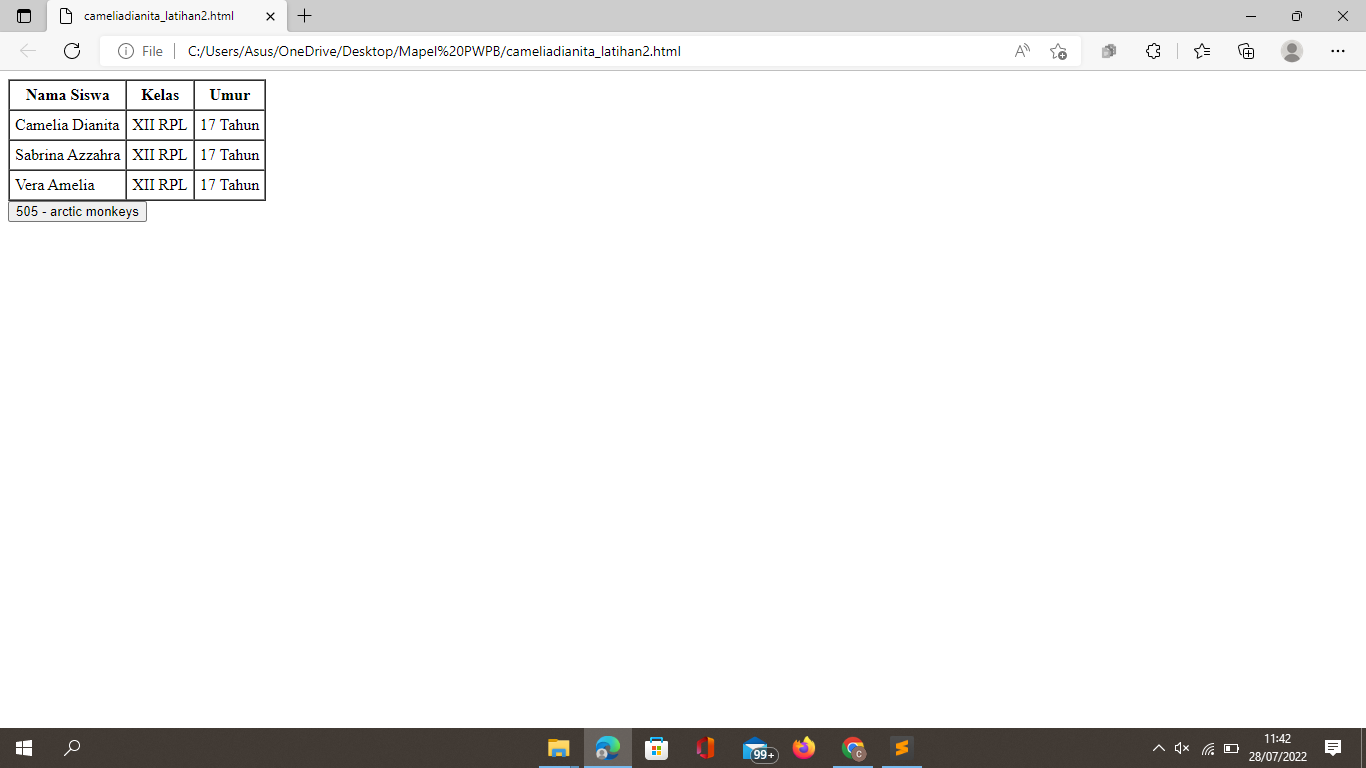 cameliadianita_latihan2.html
File C:/Users/Asus/OneDrive/Desktop/Mapel%20PWPB/cameliadianita_latihan2.html
Nama Siswa Kelas Umur
Camelia Dianita XII RPL 17 Tahun
Sabrina Azzahra XII RPL 17 Tahun
Vera Amelia XII RPL 17 Tahun
505 - arctic monkeys
99+
C
11:42
28/07/2022